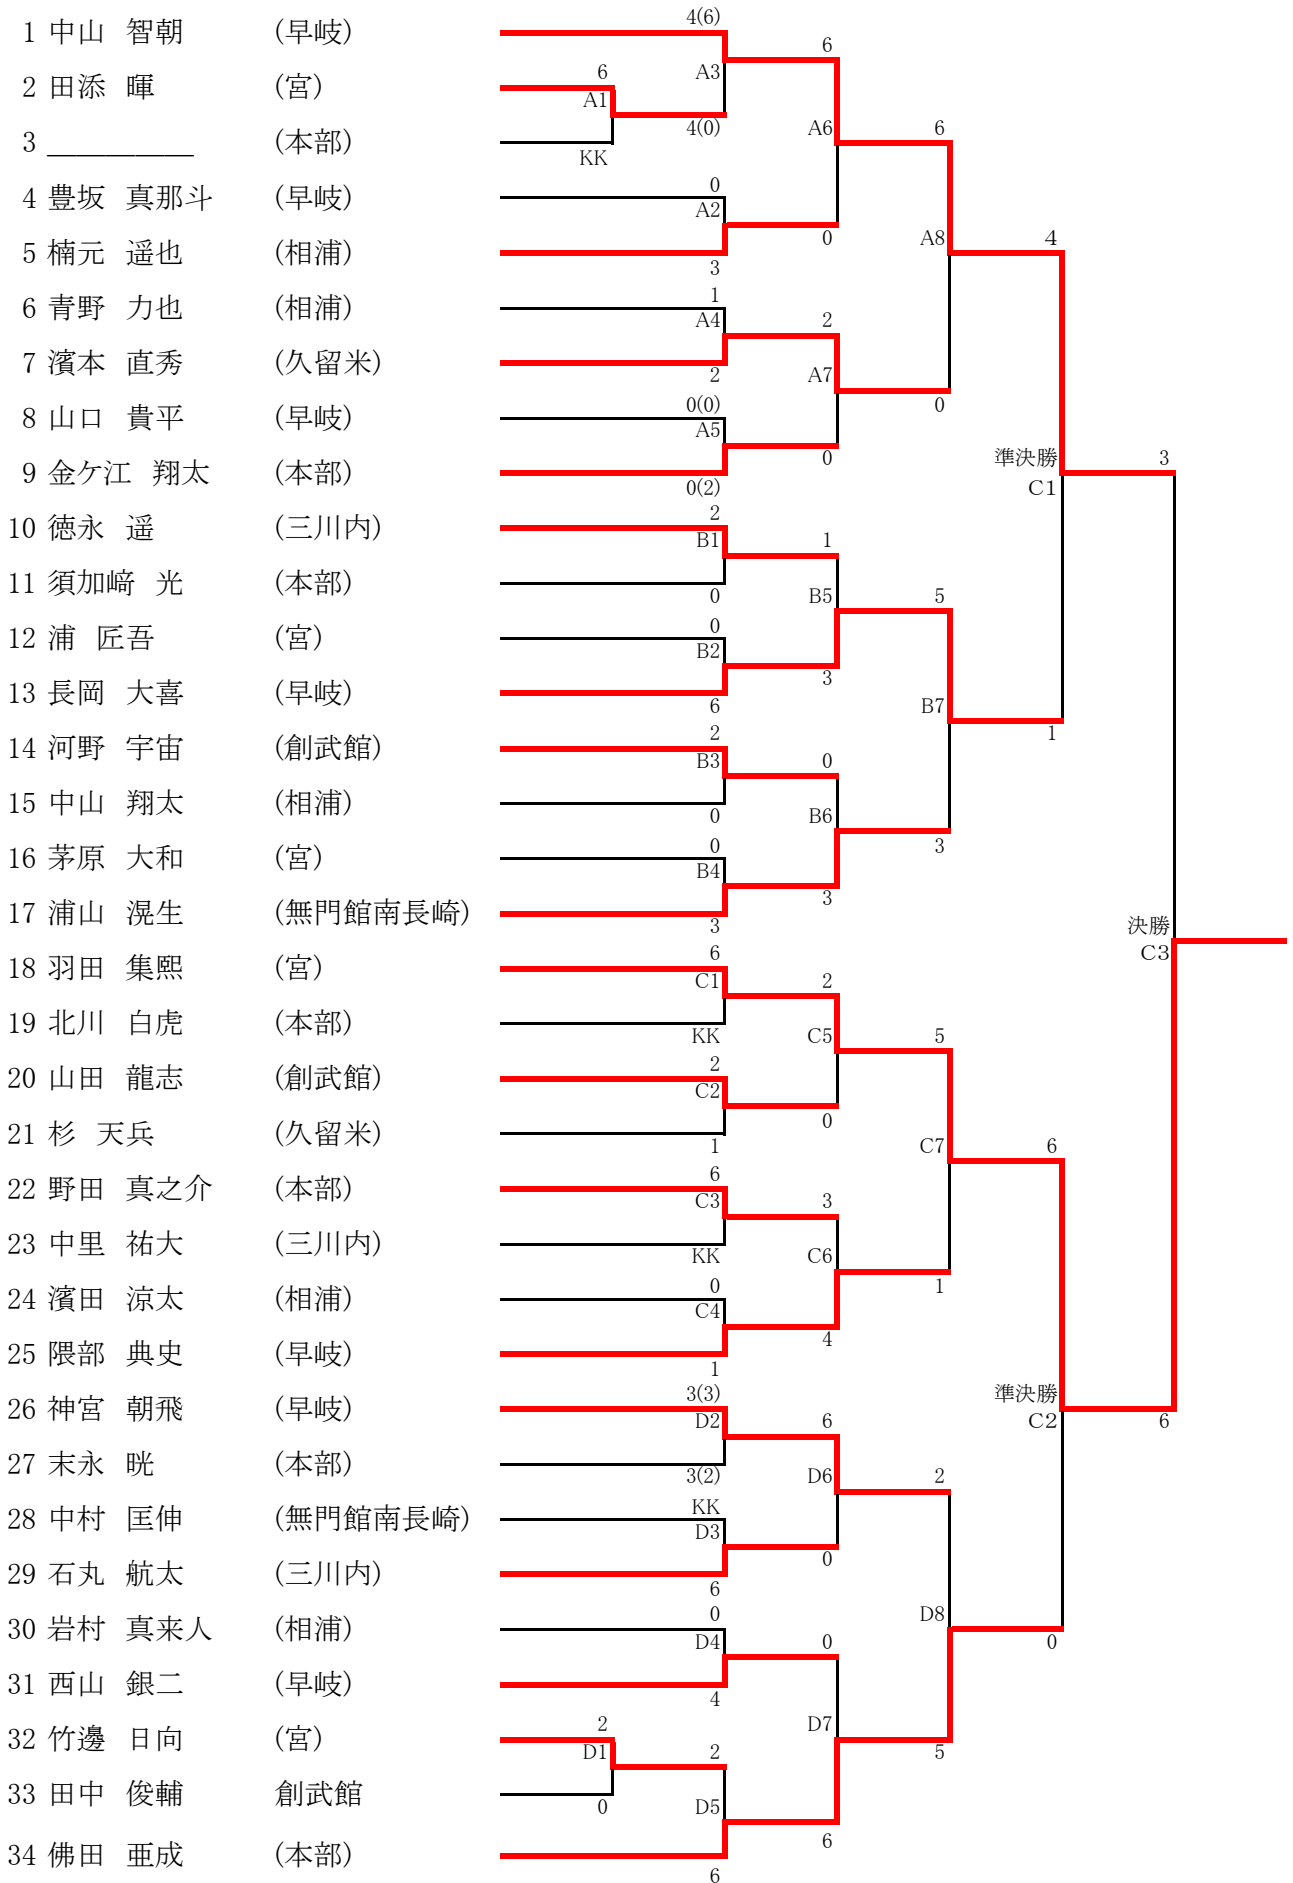 1 中山 智朝 (早岐)
2 田添 暉 (宮)
3 __________ (本部)
4 豊坂 真那斗 (早岐)
5 楠元 遥也 (相浦)
6 青野 力也 (相浦)
7 濱本 直秀 (久留米)
8 山口 貴平 (早岐)
9 金ケ江 翔太 (本部)
10 徳永 遥 (三川内)
11 須加﨑 光 (本部)
12 浦 匠吾 (宮)
13 長岡 大喜 (早岐)
14 河野 宇宙 (創武館)
15 中山 翔太 (相浦)
16 茅原 大和 (宮)
17 浦山 滉生 (無門館南長崎)
18 羽田 集熙 (宮)
19 北川 白虎 (本部)
20 山田 龍志 (創武館)
21 杉 天兵 (久留米)
22 野田 真之介 (本部)
23 中里 祐大 (三川内)
24 濱田 涼太 (相浦)
25 隈部 典史 (早岐)
26 神宮 朝飛 (早岐)
27 末永 晄 (本部)
28 中村 匡伸 (無門館南長崎)
29 石丸 航太 (三川内)
30 岩村 真来人 (相浦)
31 西山 銀二 (早岐)
32 竹邊 日向 (宮)
33 田中 俊輔 創武館
34 佛田 亜成 (本部)
6
A1
KK
2
D1
0
4(6)
A3
4(0)
0
A2
3
1
A4
2
0(0)
A5
0(2)
2
B1
0
0
B2
6
2
B3
0
0
B4
3
6
C1
KK
2
C2
1
6
C3
KK
0
C4
1
3(3)
D2
3(2)
KK
D3
6
0
D4
4
2
D5
6
6
A6
0
2
A7
0
1
B5
3
0
B6
3
2
C5
0
3
C6
4
6
D6
0
0
D7
6
6
A8
0
5
B7
3
5
C7
1
2
D8
5
4
準決勝
C1
1
6
準決勝
C2
0
3
決勝
C3
6